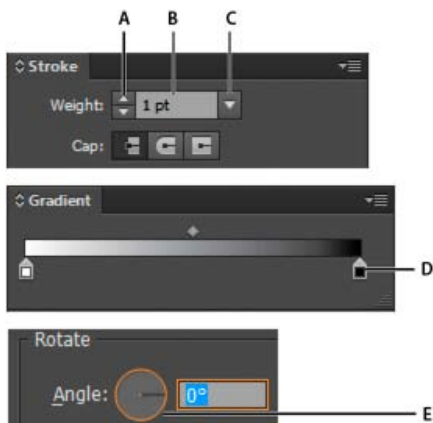 A B C
Stroke
Weight: 1 pt
Cap:
Gradient
D
Rotate
Angle: 0°
E